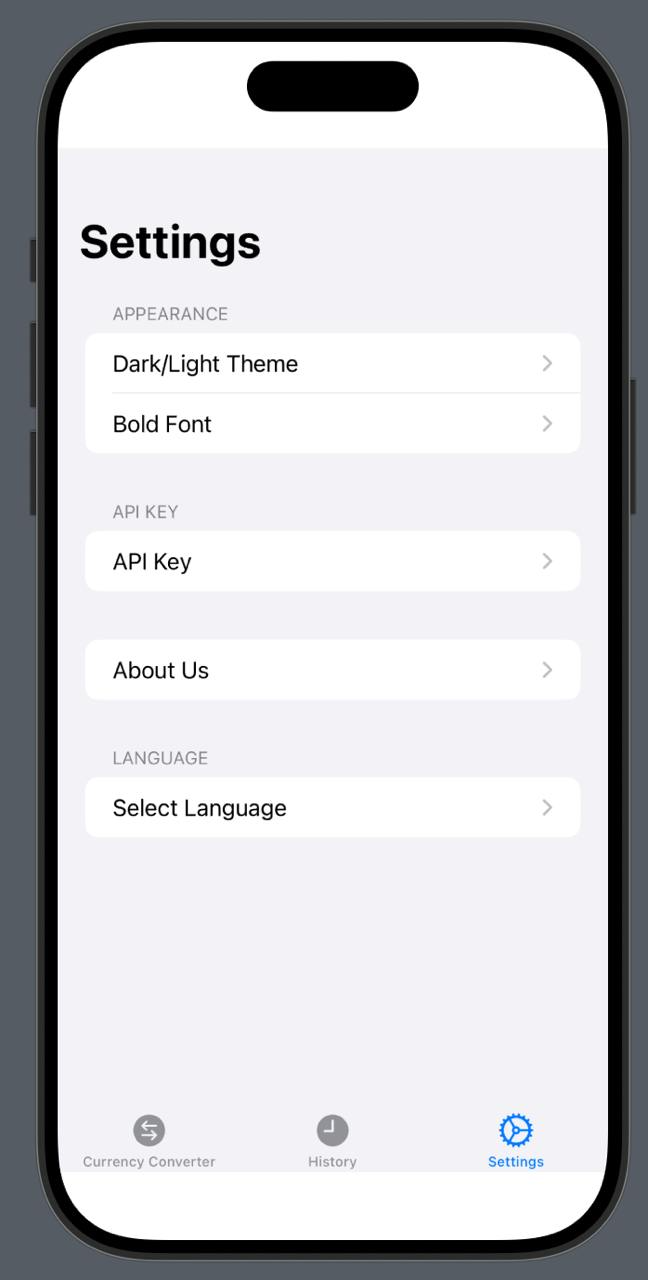 Settings
APPEARANCE
Dark/Light Theme
Bold Font
API KEY
API Key
About Us
LANGUAGE
Select Language
Currency Converter
History
Settings